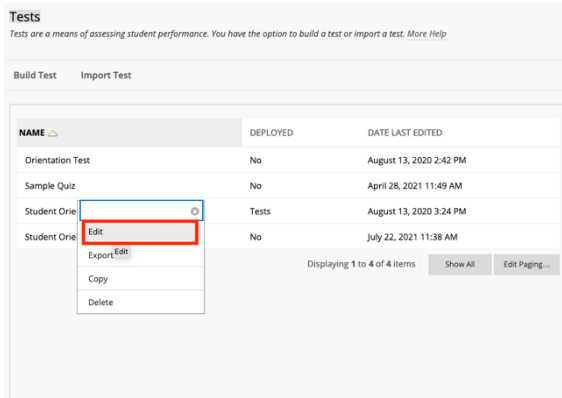 Tests
Tests are a means of assessing student performance. You have the option to build a test or import a test. More Help
Build Test Import Test
NAME DEPLOYED DATE LAST EDITED
Orientation Test No August 13, 2020 2:42 PM
Sample Quiz No April 28, 2021 11:49 AM
Student Orie Tests August 13, 2020 3:24 PM
Edit
Student Orie No July 22, 2021 11:38 AM
Export Edit
Displaying 1 to 4 of 4 items Show All Edit Paging...
Copy
Delete